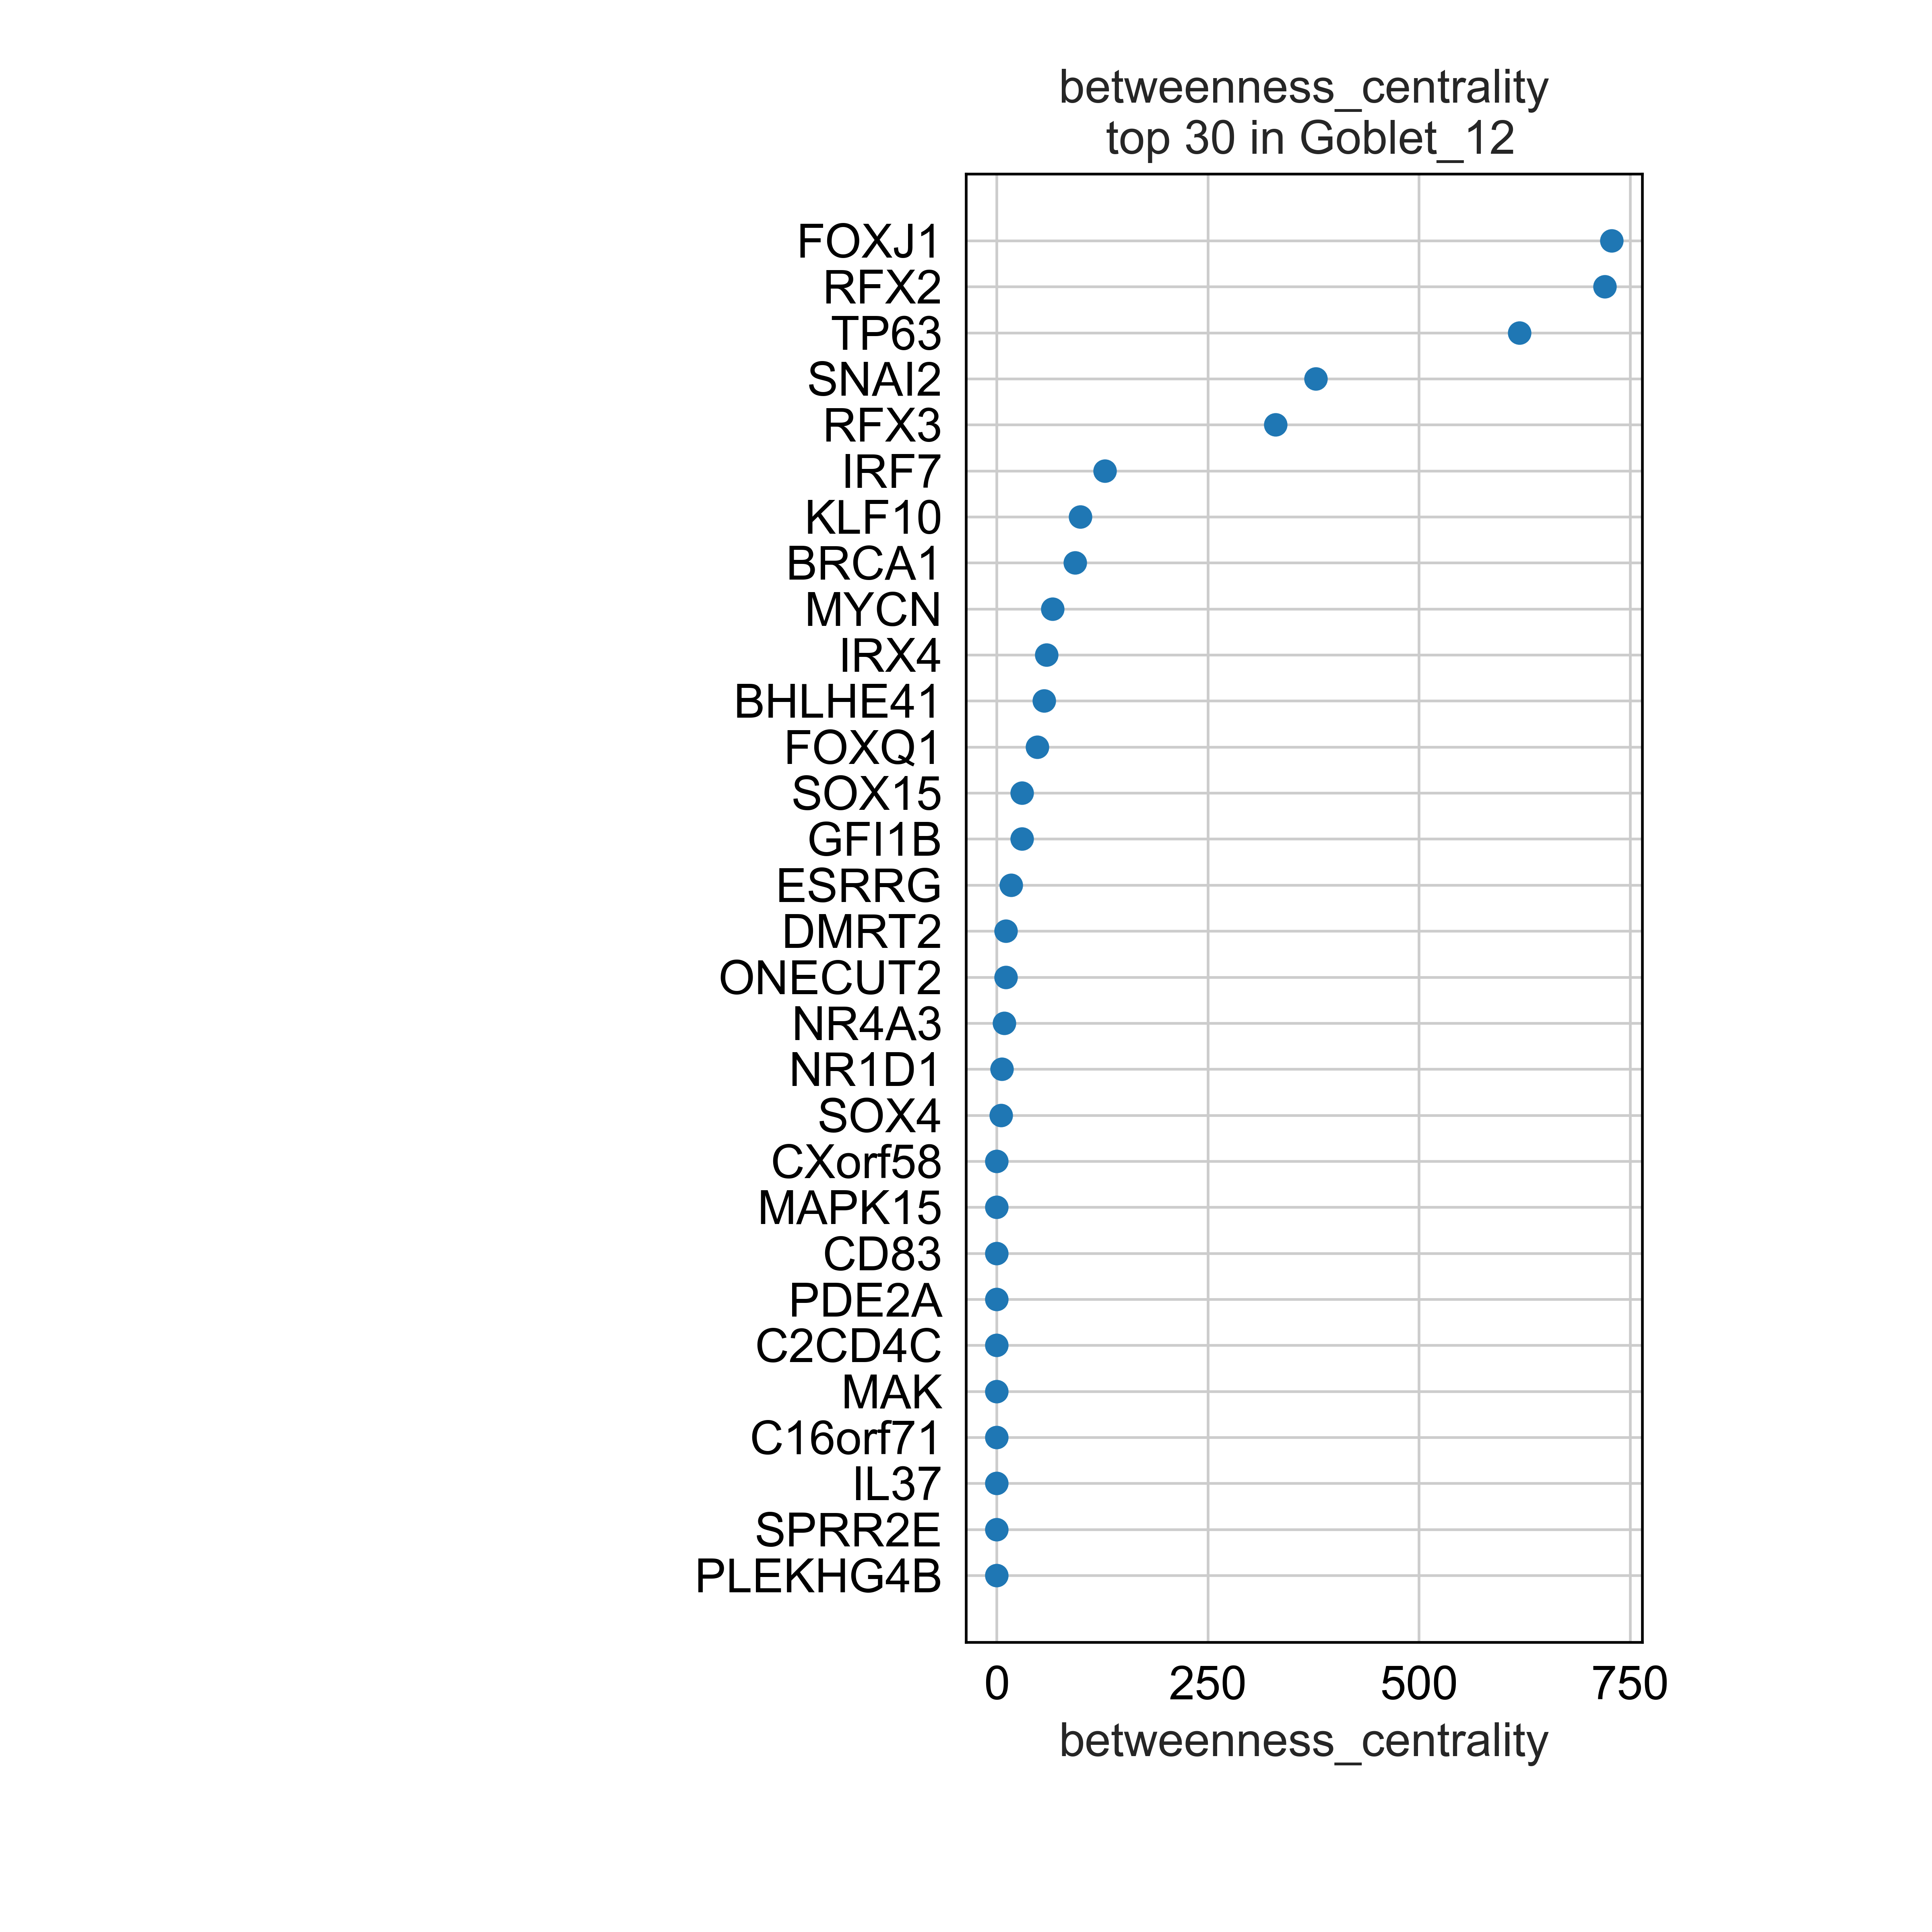 betweenness_centrality
top 30 in Goblet_12
FOXJ1
RFX2
TP63
SNAI2
RFX3
IRF7
KLF10
BRCA1
MYCN
IRX4
BHLHE41
FOXQ1
SOX15
GFI1B
ESRRG
DMRT2
ONECUT2
NR4A3
NR1D1
SOX4
CXorf58
MAPK15
CD83
PDE2A
C2CD4C
MAK
C16orf71
IL37
SPRR2E
PLEKHG4B
0 250 500 750
betweenness_centrality